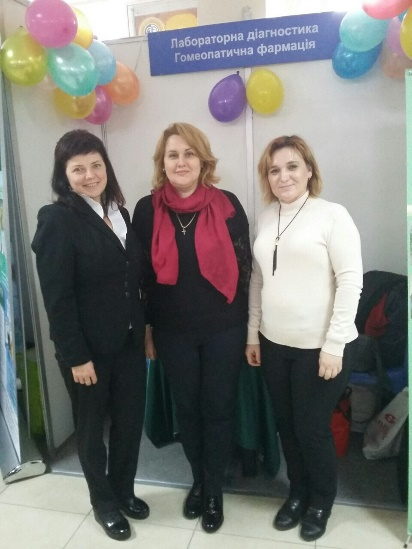 Лабораторна діагностика
Гомеопатична фармація